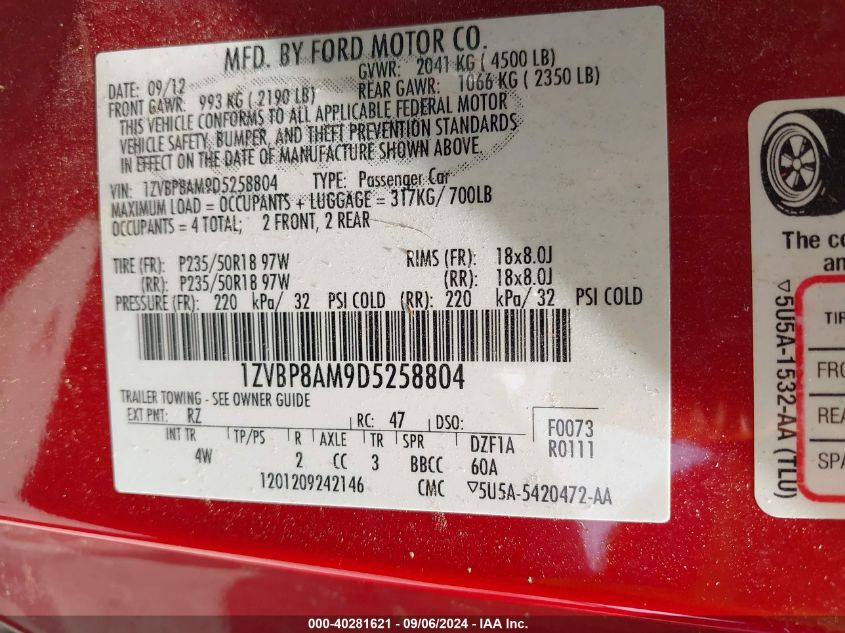 MFD. BY FORD MOTOR CO.
DATE: 09/12
GVWR: 2041 KG ( 4500 LB)
FRONT GAWR: 993 KG ( 2190 LB)
REAR GAWR: 1066 KG ( 2350 LB)
THIS VEHICLE CONFORMS TO ALL APPLICABLE FEDERAL MOTOR
VEHICLE SAFETY, BUMPER, AND THEFT PREVENTION STANDARDS
IN EFFECT ON THE DATE OF MANUFACTURE SHOWN ABOVE.
VIN: 1ZVBP8AM9D5258804 TYPE: Passenger Car
MAXIMUM LOAD = OCCUPANTS + LUGGAGE = 317KG/700LB
OCCUPANTS = 4 TOTAL; 2 FRONT, 2 REAR
TIRE (FR): P235/50R18 97W RIMS (FR): 18x8.0J
(RR): P235/50R18 97W (RR): 18x8.0J
PRESSURE (FR): 220 kPa/ 32 PSI COLD (RR): 220 kPa/ 32 PSI COLD
1ZVBP8AM9D5258804
TRAILER TOWING - SEE OWNER GUIDE
EXT PNT: RZ RC: 47 DSO: F0073
INT TR TP/PS R AXLE TR SPR DZF1A R0111
4W 2 CC 3 BBCC 60A
1201209242146 CMC ▽5U5A-5420472-AA
The co
an
▽5U5A-1532-AA (TLU)
TIR
FRO
REA
SPA
000-40281621 - 09/06/2024 - IAA Inc.